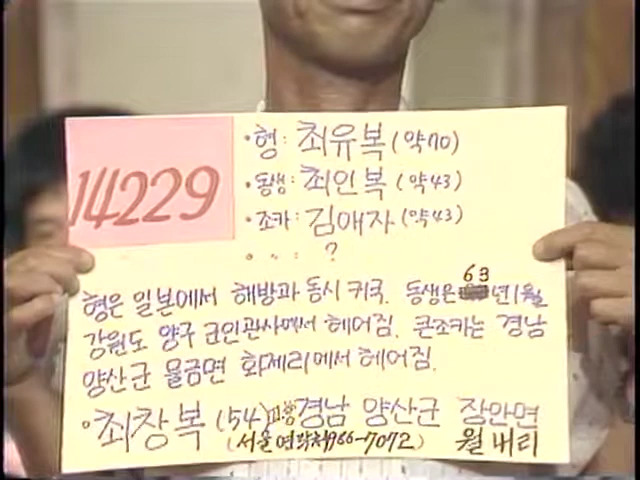 14229
·형: 최유복 (약70)
·동생: 최인복 (약43)
·조카: 김애자 (약43)
· · : ?
형은 일본에서 해방과 동시 귀국. 동생은 63년1월
강원도 양구 군인관사에서 헤어짐. 큰조카는 경남
양산군 물금면 화제리에서 헤어짐.
·최창복 (54) 경남 양산군 장안면
(서울연락처 966-7072) 월내리